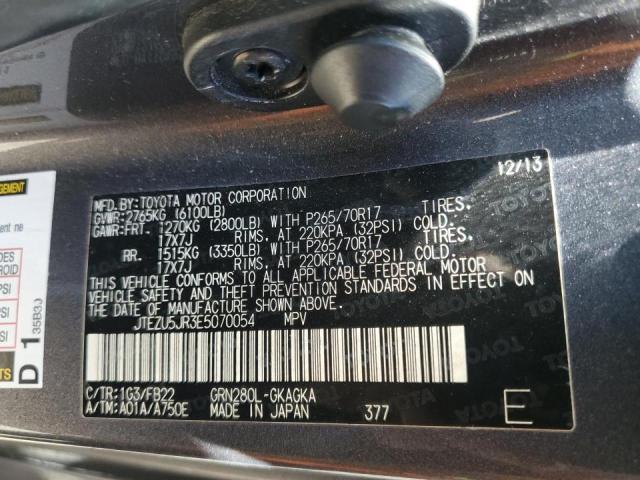 12/13
MFD. BY: TOYOTA MOTOR CORPORATION
GVWR: 2765KG (6100LB)
GAWR: FRT. 1270KG (2800LB) WITH P265/70R17 TIRES.
17X7J RIMS, AT 220KPA (32PSI) COLD.
RR. 1515KG (3350LB) WITH P265/70R17 TIRES.
17X7J RIMS, AT 220KPA (32PSI) COLD.
THIS VEHICLE CONFORMS TO ALL APPLICABLE FEDERAL MOTOR
VEHICLE SAFETY AND THEFT PREVENTION STANDARDS IN EFFECT ON
THE DATE OF MANUFACTURE SHOWN ABOVE.
JTEZU5JR3E5070054 MPV
C/TR: 1G3/FB22 GRN280L-GKAGKA
A/TM: A01A/A750E MADE IN JAPAN 377
E
D 1 35B3J